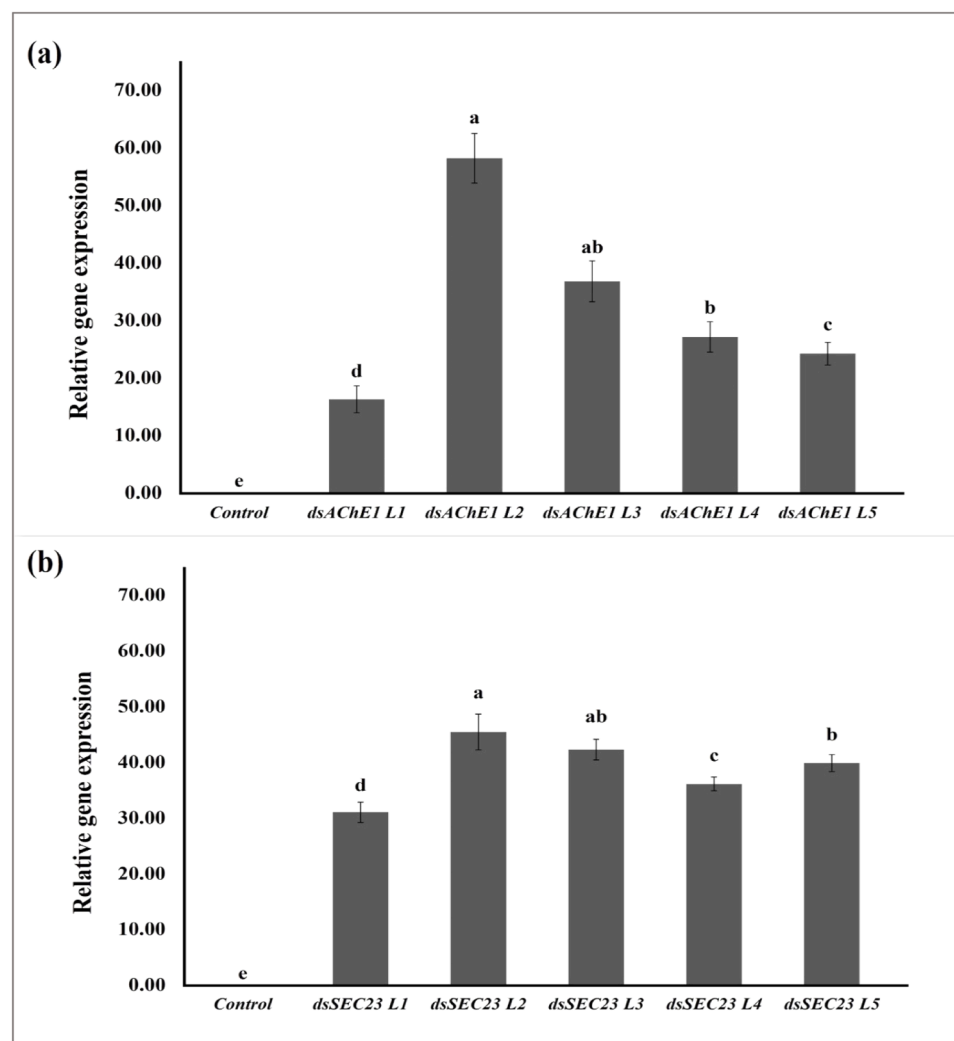 (a)
Relative gene expression
70.00
60.00
50.00
40.00
30.00
20.00
10.00
0.00
e
d
a
ab
b
c
Control dsAChE1 L1 dsAChE1 L2 dsAChE1 L3 dsAChE1 L4 dsAChE1 L5
(b)
Relative gene expression
70.00
60.00
50.00
40.00
30.00
20.00
10.00
0.00
e
d
a
ab
c
b
Control dsSEC23 L1 dsSEC23 L2 dsSEC23 L3 dsSEC23 L4 dsSEC23 L5